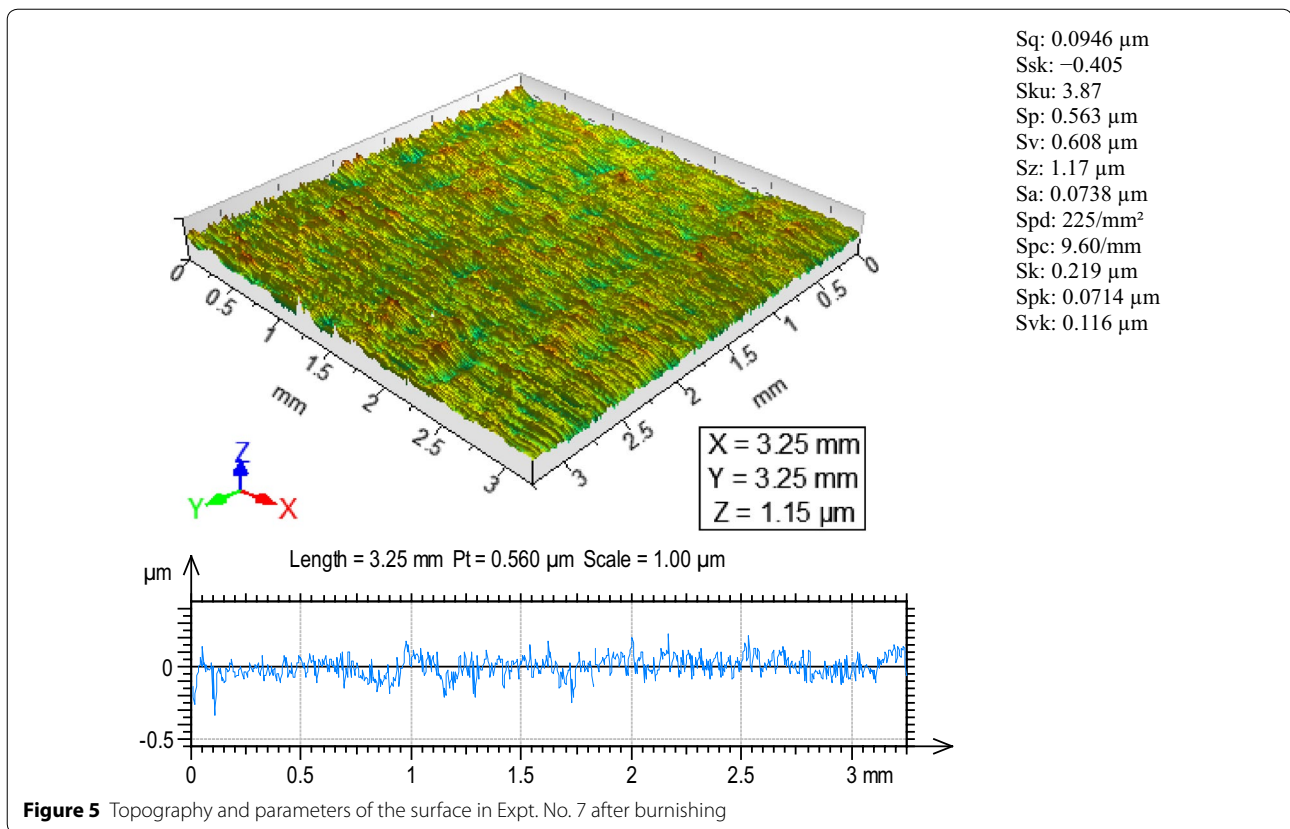 Sq: 0.0946 µm
Ssk: −0.405
Sku: 3.87
Sp: 0.563 µm
Sv: 0.608 µm
Sz: 1.17 µm
Sa: 0.0738 µm
Spd: 225/mm²
Spc: 9.60/mm
Sk: 0.219 µm
Spk: 0.0714 µm
Svk: 0.116 µm
0
0.5
1
1.5
2
2.5
3
mm
0
0.5
1
1.5
2
2.5
3
mm
Z
Y
X
X = 3.25 mm
Y = 3.25 mm
Z = 1.15 µm
µm
Length = 3.25 mm Pt = 0.560 µm Scale = 1.00 µm
0
-0.5
0 0.5 1 1.5 2 2.5 3 mm
Figure 5 Topography and parameters of the surface in Expt. No. 7 after burnishing